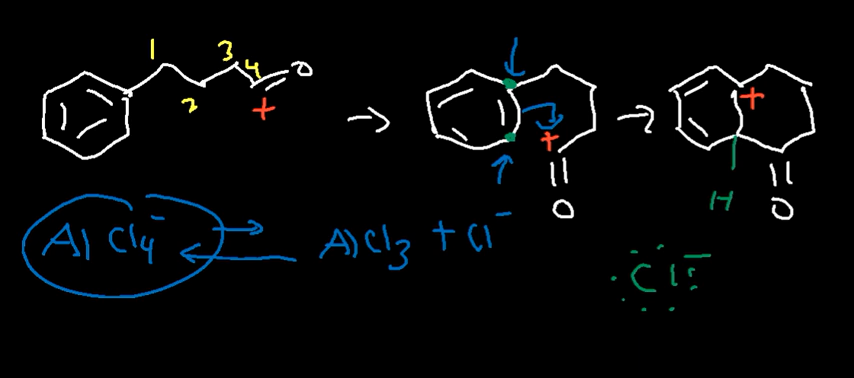 1 2 3 4 O
+
→ + O → + O
H
AlCl4⁻ ⇌ AlCl3 + Cl⁻
Cl⁻